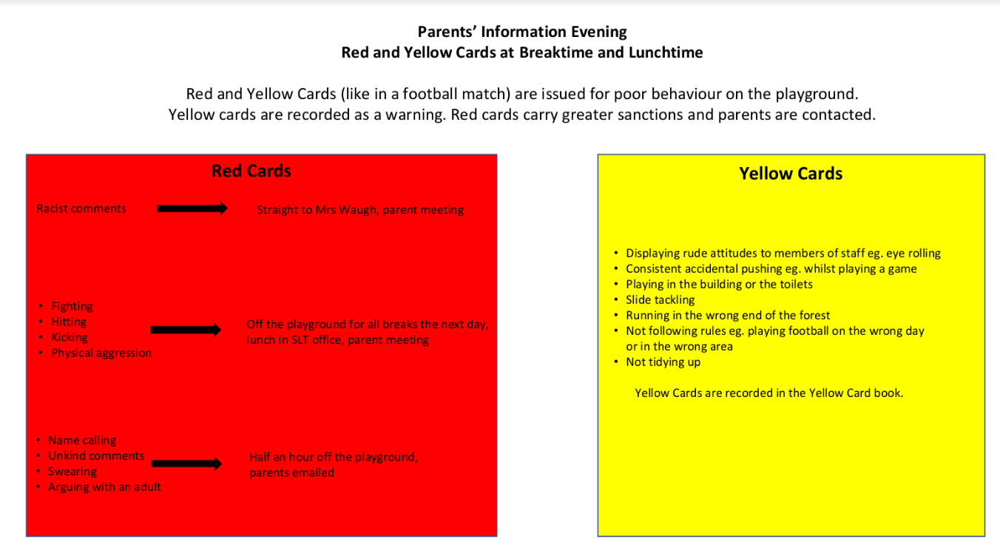 Parents’ Information Evening
Red and Yellow Cards at Breaktime and Lunchtime
Red and Yellow Cards (like in a football match) are issued for poor behaviour on the playground.
Yellow cards are recorded as a warning. Red cards carry greater sanctions and parents are contacted.
Red Cards
Racist comments
Straight to Mrs Waugh, parent meeting
• Fighting
• Hitting
• Kicking
• Physical aggression
Off the playground for all breaks the next day,
lunch in SLT office, parent meeting
• Name calling
• Unkind comments
• Swearing
• Arguing with an adult
Half an hour off the playground,
parents emailed
Yellow Cards
• Displaying rude attitudes to members of staff eg. eye rolling
• Consistent accidental pushing eg. whilst playing a game
• Playing in the building or the toilets
• Slide tackling
• Running in the wrong end of the forest
• Not following rules eg. playing football on the wrong day
or in the wrong area
• Not tidying up
Yellow Cards are recorded in the Yellow Card book.